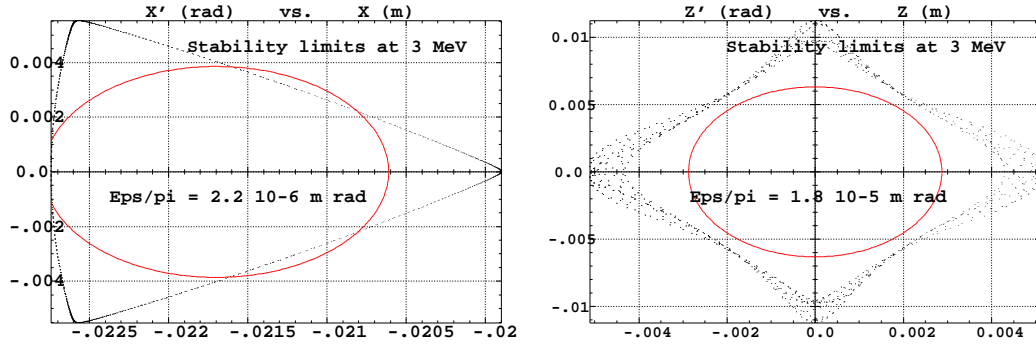 X′ (rad) vs. X (m)
Stability limits at 3 MeV
0.004
0.002
0.0
-.002
-.004
Eps/pi = 2.2 10-6 m rad
-.0225 -.022 -.0215 -.021 -.0205 -.02
Z′ (rad) vs. Z (m)
Stability limits at 3 MeV
0.01
0.005
0.0
-.005
-.01
Eps/pi = 1.8 10-5 m rad
-.004 -.002 0.0 0.002 0.004